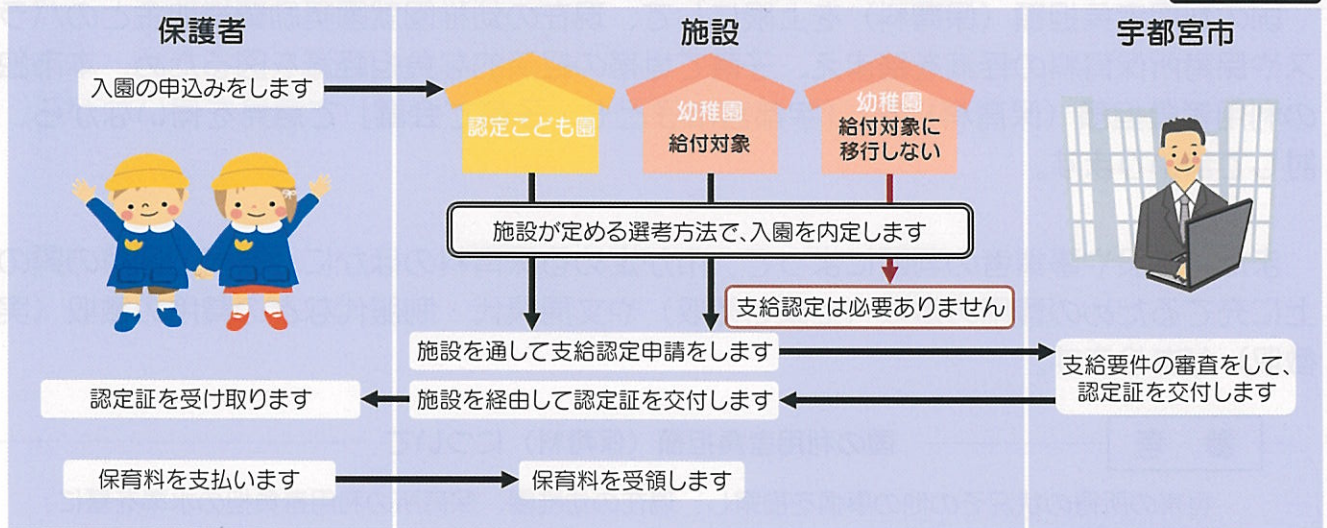 保護者
施設
宇都宮市
入園の申込みをします
認定こども園
幼稚園
給付対象
幼稚園
給付対象に
移行しない
施設が定める選考方法で、入園を内定します
支給認定は必要ありません
施設を通して支給認定申請をします
支給要件の審査をして、
認定証を交付します
認定証を受け取ります
施設を経由して認定証を交付します
保育料を支払います
保育料を受領します